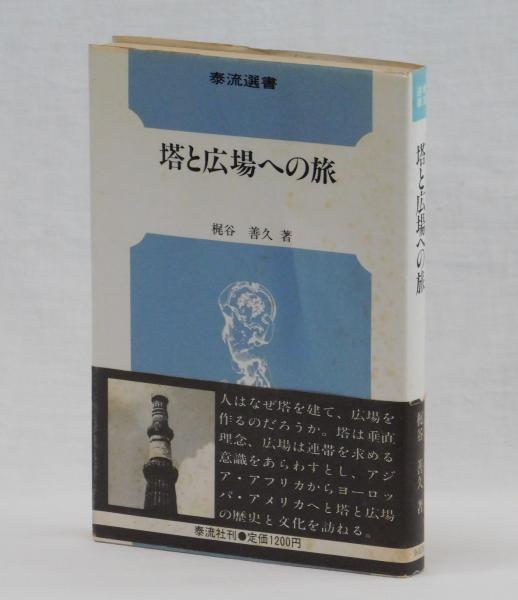 泰流選書
塔と広場への旅
梶谷 善久 著
人はなぜ塔を建て、広場を
作るのだろうか。塔は垂直
理念、広場は連帯を求める
意識をあらわすとし、アジ
ア・アフリカからヨーロッ
パ・アメリカへと塔と広場
の歴史と文化を訪ねる。
泰流社刊●定価1200円
塔と広場への旅
梶谷 善久 著